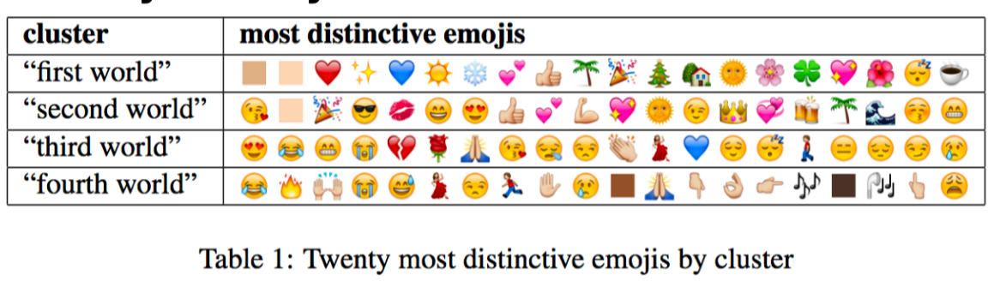 cluster most distinctive emojis
“first world”
“second world”
“third world”
“fourth world”
Table 1: Twenty most distinctive emojis by cluster